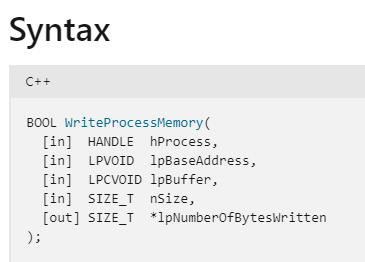 Syntax
C++
BOOL WriteProcessMemory(
  [in]  HANDLE  hProcess,
  [in]  LPVOID  lpBaseAddress,
  [in]  LPCVOID lpBuffer,
  [in]  SIZE_T  nSize,
  [out] SIZE_T  *lpNumberOfBytesWritten
);